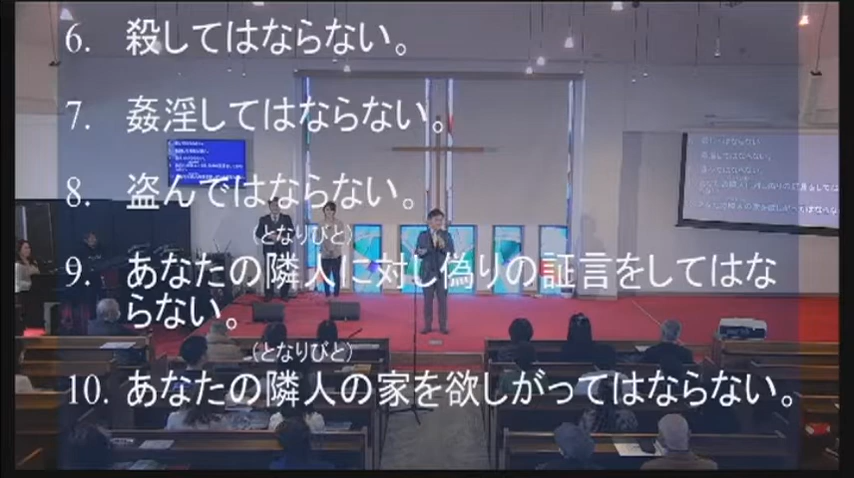 6. 殺してはならない。
7. 姦淫してはならない。
8. 盗んではならない。
(となりびと)
9. あなたの隣人に対し偽りの証言をしてはな
らない。
(となりびと)
10. あなたの隣人の家を欲しがってはならない。